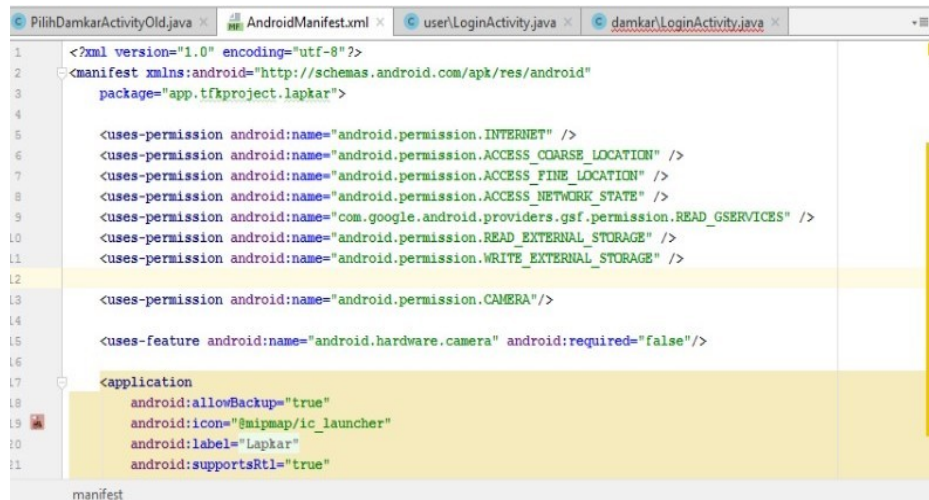 PilihDamkarActivityOld.java AndroidManifest.xml user\LoginActivity.java damkar\LoginActivity.java
1 <?xml version="1.0" encoding="utf-8"?>
2 <manifest xmlns:android="http://schemas.android.com/apk/res/android"
3 package="app.tfkproject.lapkar">
4
5 <uses-permission android:name="android.permission.INTERNET" />
6 <uses-permission android:name="android.permission.ACCESS_COARSE_LOCATION" />
7 <uses-permission android:name="android.permission.ACCESS_FINE_LOCATION" />
8 <uses-permission android:name="android.permission.ACCESS_NETWORK_STATE" />
9 <uses-permission android:name="com.google.android.providers.gsf.permission.READ_GSERVICES" />
10 <uses-permission android:name="android.permission.READ_EXTERNAL_STORAGE" />
11 <uses-permission android:name="android.permission.WRITE_EXTERNAL_STORAGE" />
12
13 <uses-permission android:name="android.permission.CAMERA"/>
14
15 <uses-feature android:name="android.hardware.camera" android:required="false"/>
16
17 <application
18 android:allowBackup="true"
19 android:icon="@mipmap/ic_launcher"
20 android:label="Lapkar"
21 android:supportsRtl="true"
manifest